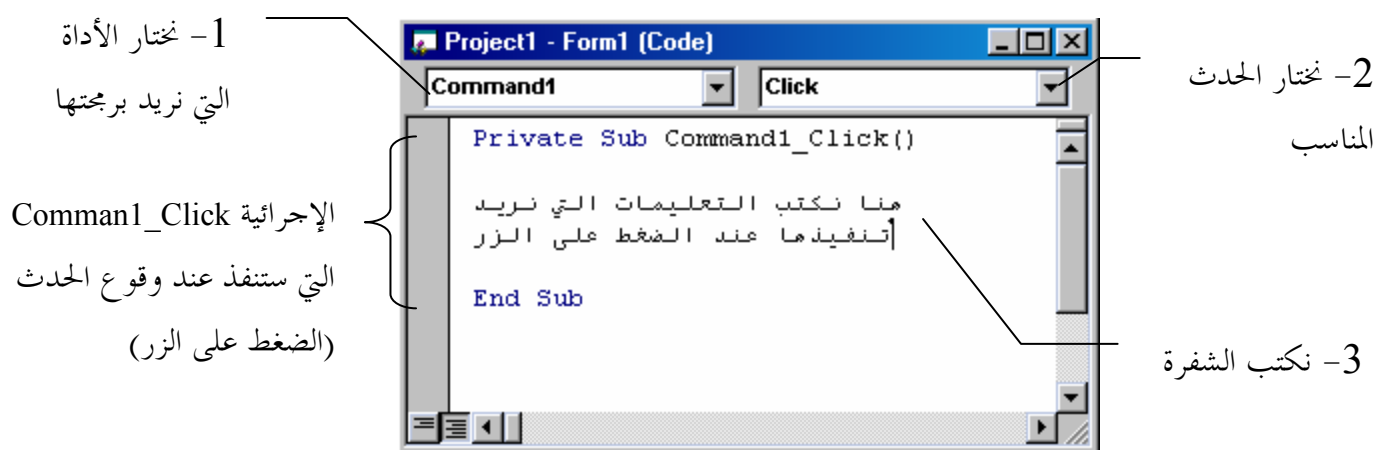 1- نختار الأداة
التي نريد برمجتها
Project1 - Form1 (Code)
Command1
Click
2- نختار الحدث
المناسب
Private Sub Command1_Click()
هنا نكتب التعليمات التي نريد
تنفيذها عند الضغط على الزر
End Sub
الإجرائية Comman1_Click
التي ستنفذ عند وقوع الحدث
(الضغط على الزر)
3- نكتب الشفرة